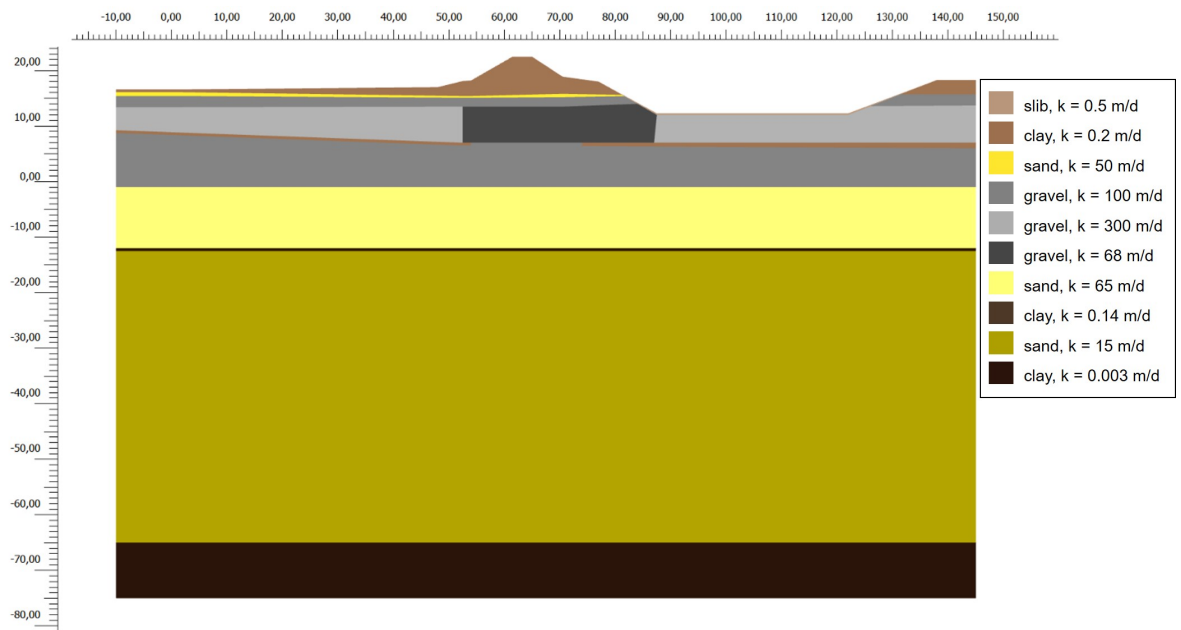 -10,00 0,00 10,00 20,00 30,00 40,00 50,00 60,00 70,00 80,00 90,00 100,00 110,00 120,00 130,00 140,00 150,00
20,00
10,00
0,00
-10,00
-20,00
-30,00
-40,00
-50,00
-60,00
-70,00
-80,00
slib, k = 0.5 m/d
clay, k = 0.2 m/d
sand, k = 50 m/d
gravel, k = 100 m/d
gravel, k = 300 m/d
gravel, k = 68 m/d
sand, k = 65 m/d
clay, k = 0.14 m/d
sand, k = 15 m/d
clay, k = 0.003 m/d